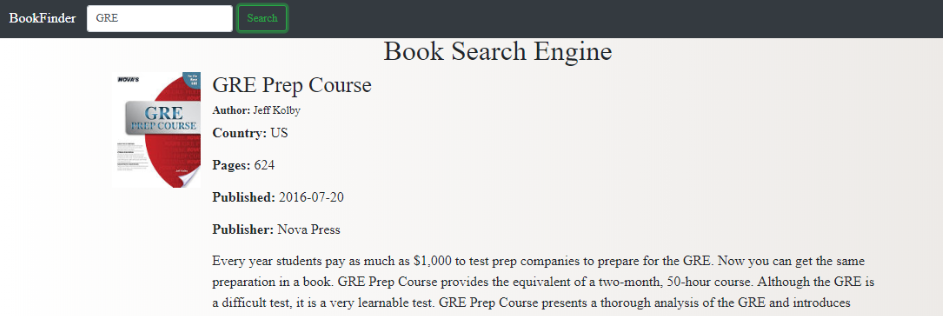 BookFinder GRE Search
Book Search Engine
NOVA'S
GRE
PREP COURSE
GRE Prep Course
Author: Jeff Kolby
Country: US
Pages: 624
Published: 2016-07-20
Publisher: Nova Press
Every year students pay as much as $1,000 to test prep companies to prepare for the GRE. Now you can get the same
preparation in a book. GRE Prep Course provides the equivalent of a two-month, 50-hour course. Although the GRE is
a difficult test, it is a very learnable test. GRE Prep Course presents a thorough analysis of the GRE and introduces